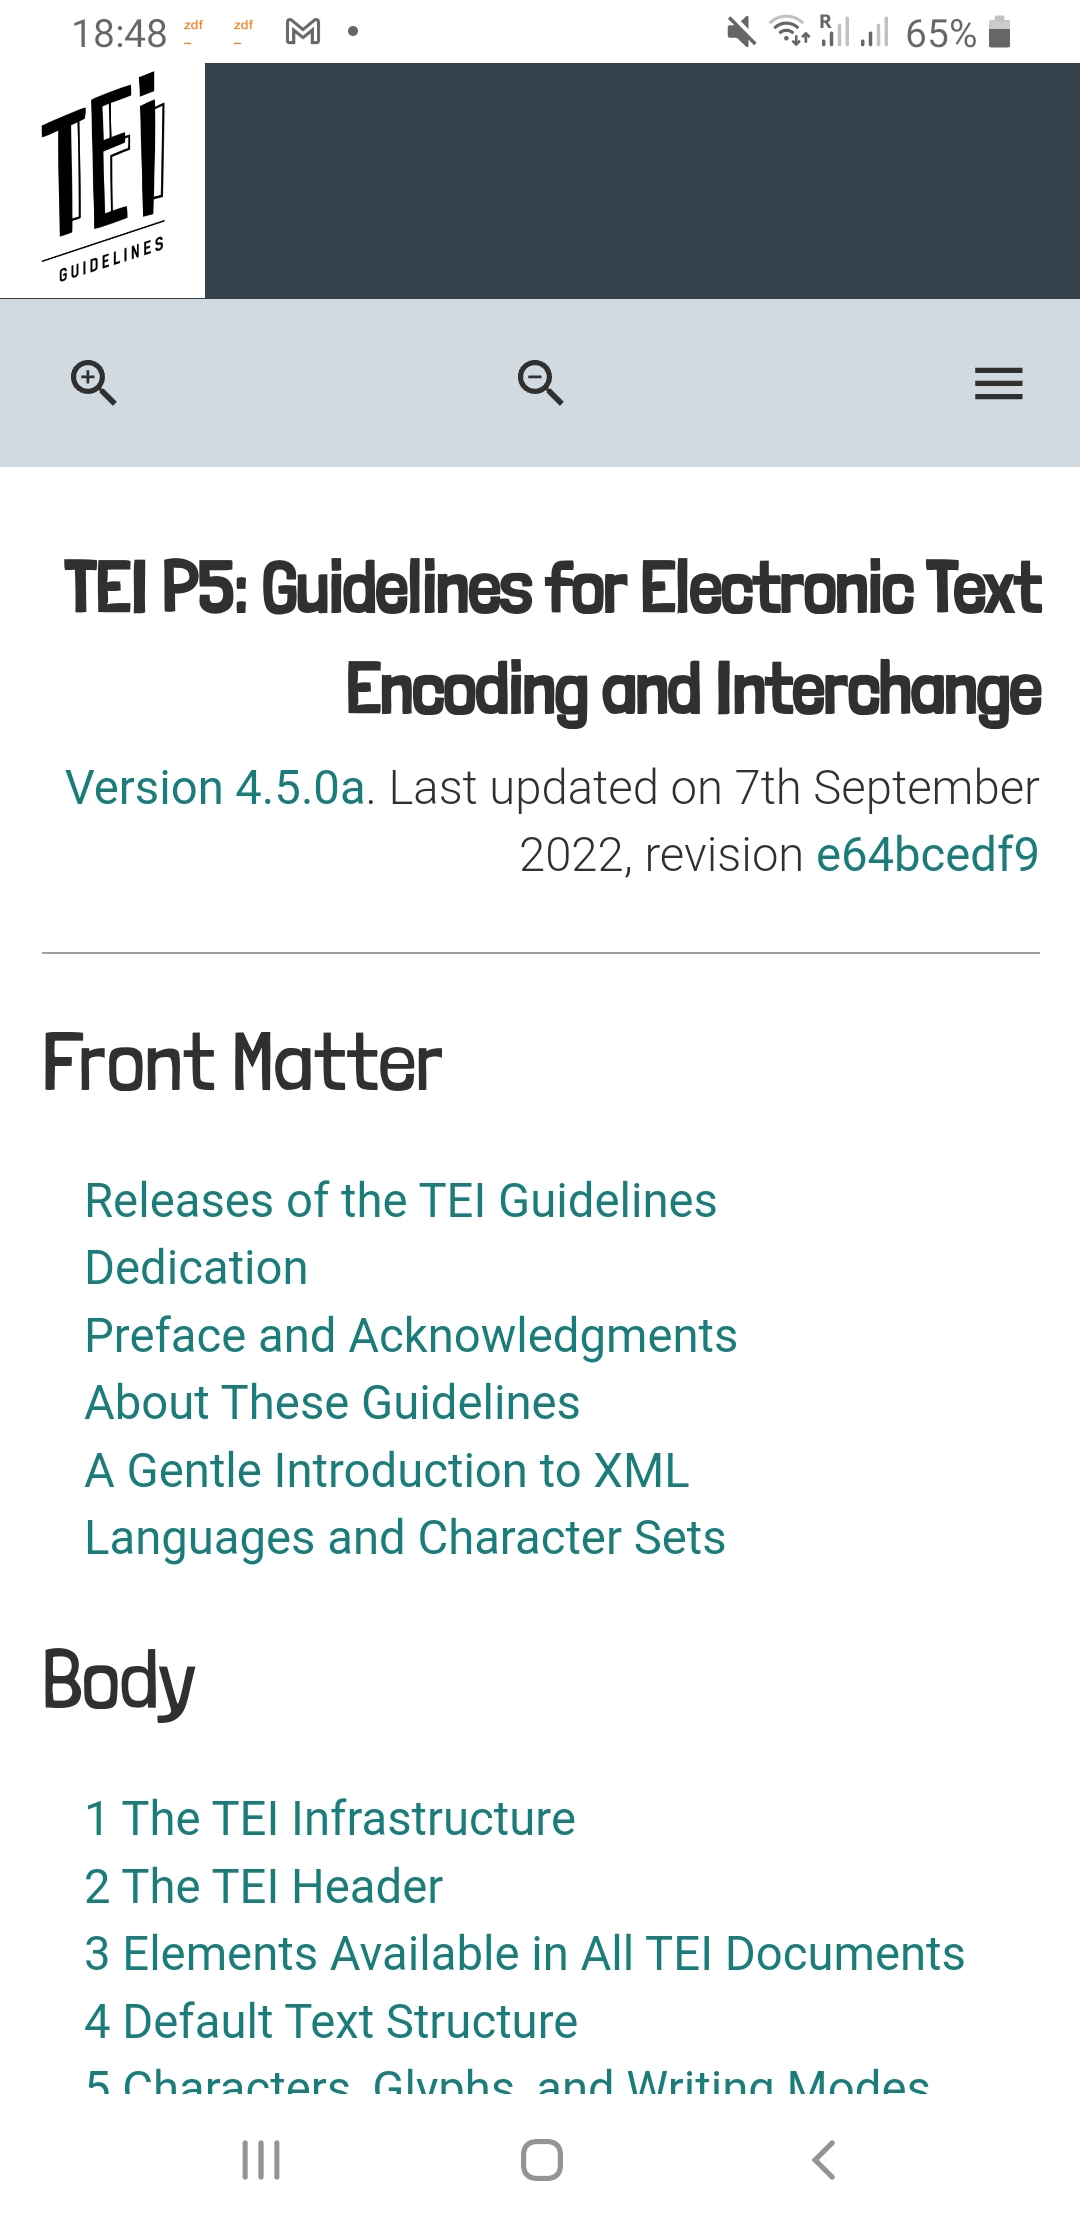 18:48 zdf zdf R 65%
TEi
GUIDELINES
TEI P5: Guidelines for Electronic Text
Encoding and Interchange
Version 4.5.0a. Last updated on 7th September
2022, revision e64bcedf9
Front Matter
Releases of the TEI Guidelines
Dedication
Preface and Acknowledgments
About These Guidelines
A Gentle Introduction to XML
Languages and Character Sets
Body
1 The TEI Infrastructure
2 The TEI Header
3 Elements Available in All TEI Documents
4 Default Text Structure
5 Characters, Glyphs, and Writing Modes